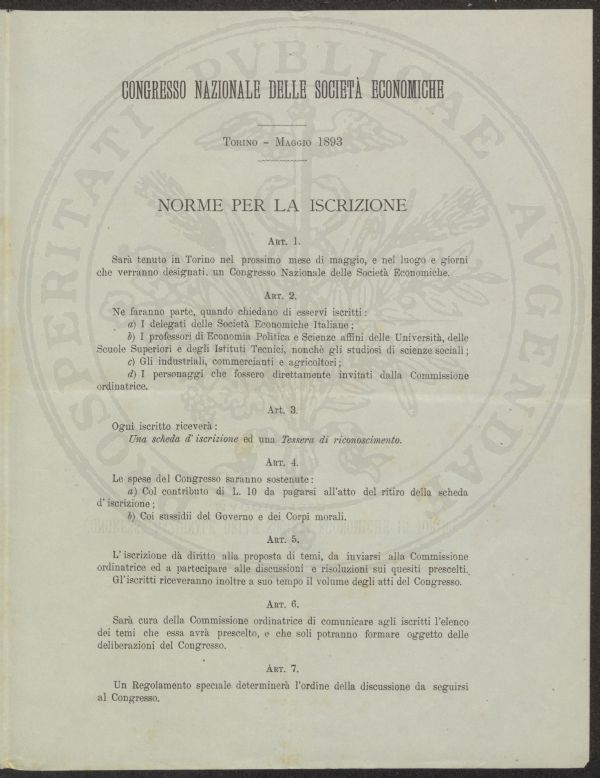 CONGRESSO NAZIONALE DELLE SOCIETÀ ECONOMICHE
TORINO - MAGGIO 1893
NORME PER LA ISCRIZIONE
ART. 1.
Sarà tenuto in Torino nel prossimo mese di maggio, e nel luogo e giorni
che verranno designati. un Congresso Nazionale delle Società Economiche.
ART. 2.
Ne faranno parte, quando chiedano di esservi iscritti:
a) I delegati delle Società Economiche Italiane;
b) I professori di Economia Politica e Scienze affini delle Università, delle
Scuole Superiori e degli Istituti Tecnici, nonchè gli studiosi di scienze sociali;
c) Gli industriali, commercianti e agricoltori;
d) I personaggi che fossero direttamente invitati dalla Commissione
ordinatrice.
Art. 3.
Ogni iscritto riceverà:
Una scheda d'iscrizione ed una Tessera di riconoscimento.
ART. 4.
Le spese del Congresso saranno sostenute:
a) Col contributo di L. 10 da pagarsi all'atto del ritiro della scheda
d'iscrizione;
b) Coi sussidii del Governo e dei Corpi morali.
ART. 5.
L'iscrizione dà diritto alla proposta di temi, da inviarsi alla Commissione
ordinatrice ed a partecipare alle discussioni e risoluzioni sui quesiti prescelti.
Gl'iscritti riceveranno inoltre a suo tempo il volume degli atti del Congresso.
ART. 6.
Sarà cura della Commissione ordinatrice di comunicare agli iscritti l'elenco
dei temi che essa avrà prescelto, e che soli potranno formare oggetto delle
deliberazioni del Congresso.
ART. 7.
Un Regolamento speciale determinerà l'ordine della discussione da seguirsi
al Congresso.
POSTERITATI PVBLICAE AVGENDAE